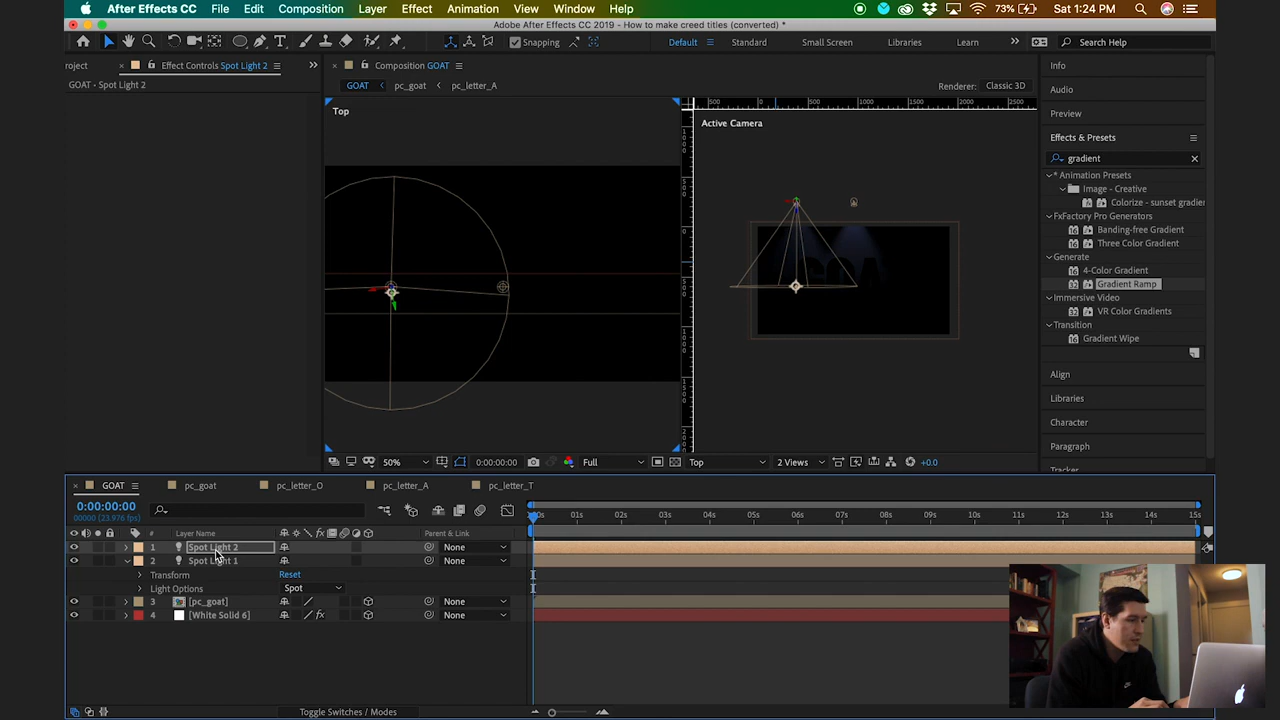 After Effects CC File Edit Composition Layer Effect Animation View Window Help 73% Sat 1:24 PM
Adobe After Effects CC 2019 - How to make creed titles (converted) *
Snapping Default Standard Small Screen Libraries Learn Search Help
roject Effect Controls Spot Light 2 Composition GOAT Info
GOAT • Spot Light 2 GOAT pc_goat pc_letter_A Renderer: Classic 3D Audio
Top Active Camera Preview
Effects & Presets
gradient
* Animation Presets
Image - Creative
Colorize - sunset gradier
FxFactory Pro Generators
Banding-free Gradient
Three Color Gradient
Generate
4-Color Gradient
Gradient Ramp
Immersive Video
VR Color Gradients
Transition
Gradient Wipe
Align
Libraries
Character
Paragraph
Tracker
50% 0:00:00:00 Full Top 2 Views +0.0
GOAT pc_goat pc_letter_O pc_letter_A pc_letter_T
0:00:00:00
00000 (23.976 fps)
01s 02s 03s 04s 05s 06s 07s 08s 09s 10s 11s 12s 13s 14s 15s
# Layer Name Parent & Link
1 Spot Light 2 None
2 Spot Light 1 None
Transform Reset
Light Options Spot
3 [pc_goat] None
4 [White Solid 6] None
Toggle Switches / Modes